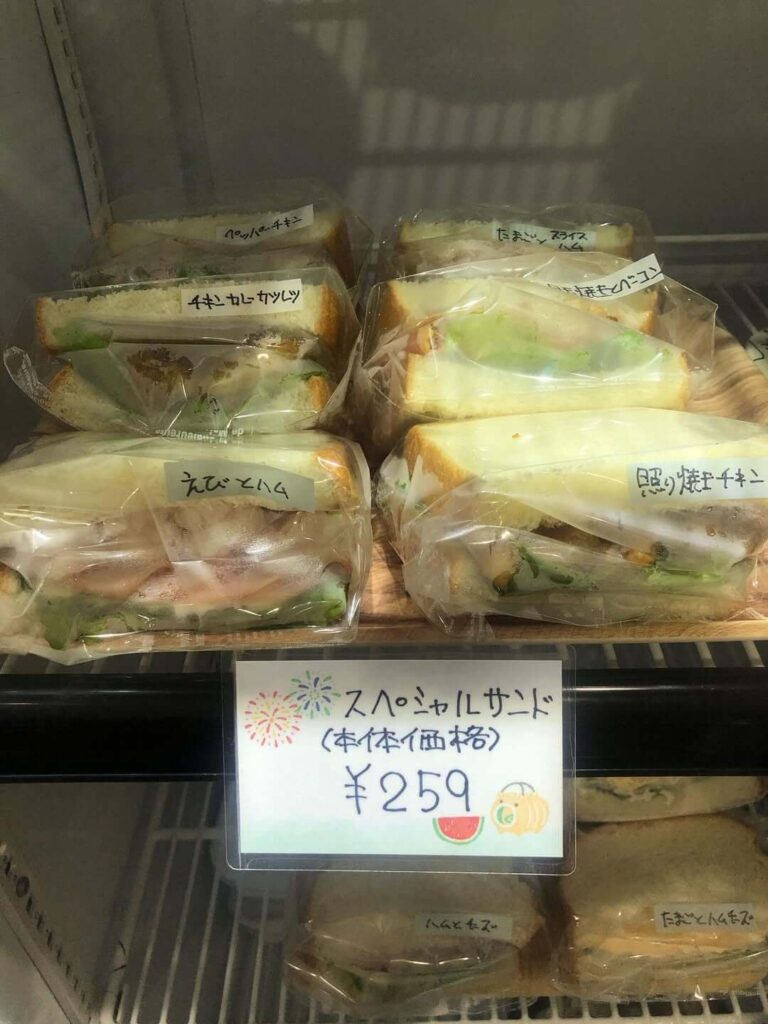 ペッパーチキン
たまごとスライス
ハム
チキンカレーカツレツ
焼きとベーコン
えびとハム
照り焼きチキン
スペシャルサンド
(本体価格)
¥259
ハムとチーズ
たまごとハムチーズ